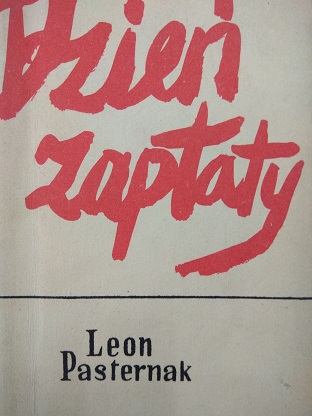 Dzień
zapłaty
Leon
Pasternak